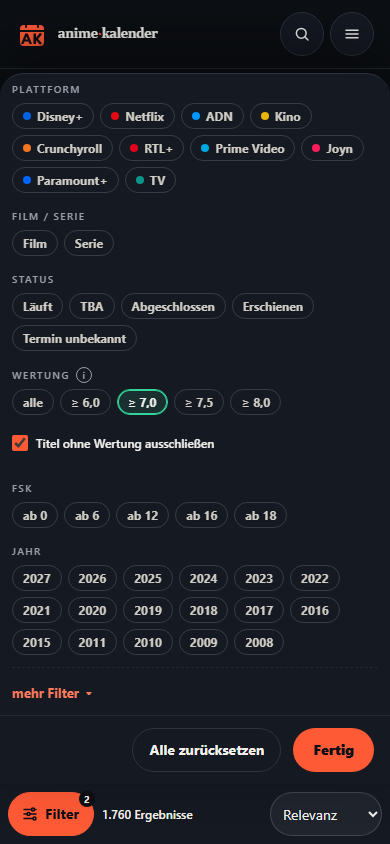 AK anime·kalender
PLATTFORM
Disney+ Netflix ADN Kino
Crunchyroll RTL+ Prime Video Joyn
Paramount+ TV
FILM / SERIE
Film Serie
STATUS
Läuft TBA Abgeschlossen Erschienen
Termin unbekannt
WERTUNG i
alle ≥ 6,0 ≥ 7,0 ≥ 7,5 ≥ 8,0
Titel ohne Wertung ausschließen
FSK
ab 0 ab 6 ab 12 ab 16 ab 18
JAHR
2027 2026 2025 2024 2023 2022
2021 2020 2019 2018 2017 2016
2015 2011 2010 2009 2008
mehr Filter
Alle zurücksetzen Fertig
Filter 2 1.760 Ergebnisse Relevanz